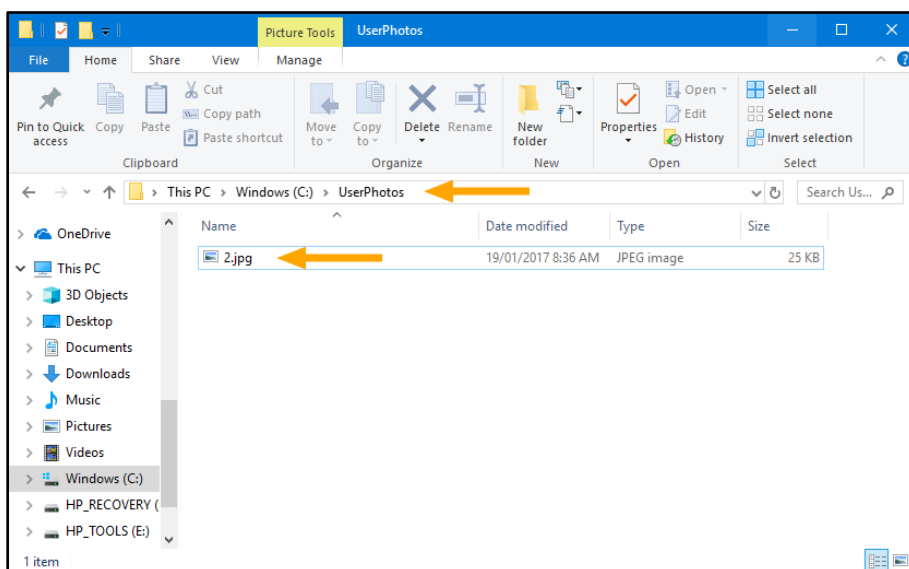 Picture Tools UserPhotos
File Home Share View Manage
Pin to Quick access
Copy
Paste
Cut
Copy path
Paste shortcut
Clipboard
Move to
Copy to
Delete
Rename
Organize
New folder
New
Properties
Open
Edit
History
Open
Select all
Select none
Invert selection
Select
This PC > Windows (C:) > UserPhotos
Search Us...
Name Date modified Type Size
2.jpg 19/01/2017 8:36 AM JPEG image 25 KB
OneDrive
This PC
3D Objects
Desktop
Documents
Downloads
Music
Pictures
Videos
Windows (C:)
HP_RECOVERY (
HP_TOOLS (E:)
1 item